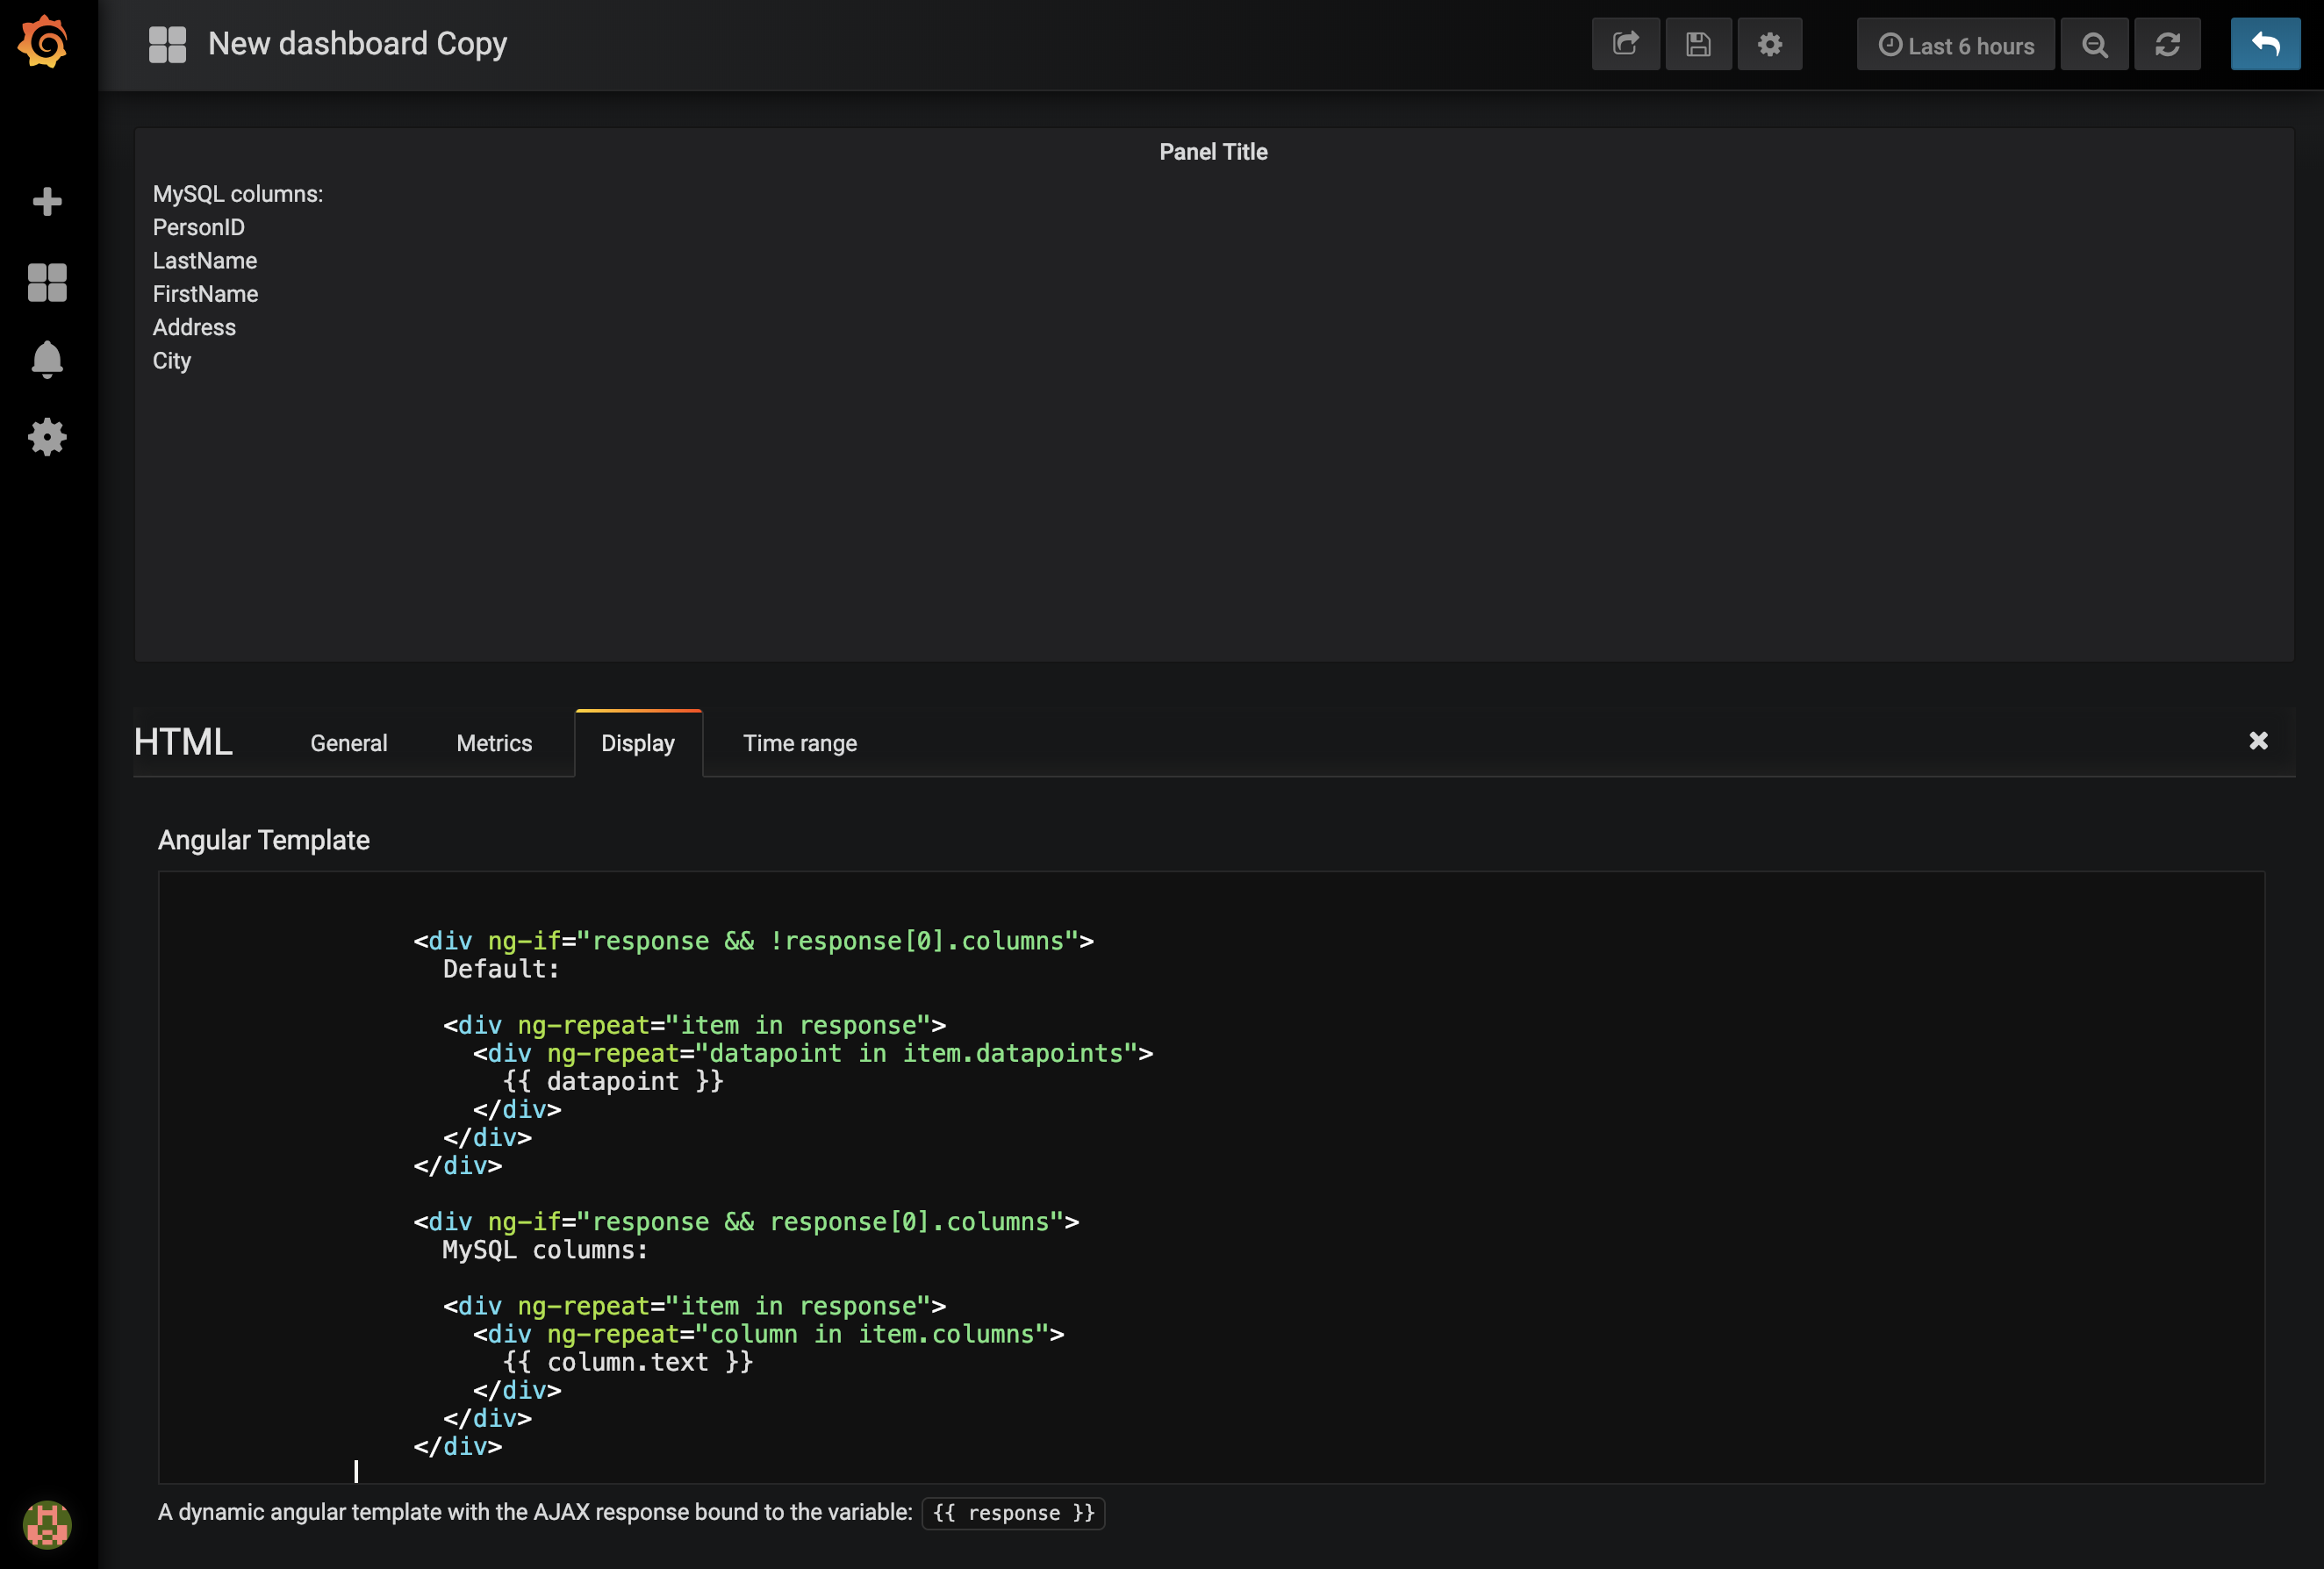 New dashboard Copy
Last 6 hours
Panel Title
MySQL columns:
PersonID
LastName
FirstName
Address
City
HTML General Metrics Display Time range
Angular Template
<div ng-if="response && !response[0].columns">
Default:
<div ng-repeat="item in response">
<div ng-repeat="datapoint in item.datapoints">
{{ datapoint }}
</div>
</div>
</div>
<div ng-if="response && response[0].columns">
MySQL columns:
<div ng-repeat="item in response">
<div ng-repeat="column in item.columns">
{{ column.text }}
</div>
</div>
</div>
A dynamic angular template with the AJAX response bound to the variable: {{ response }}